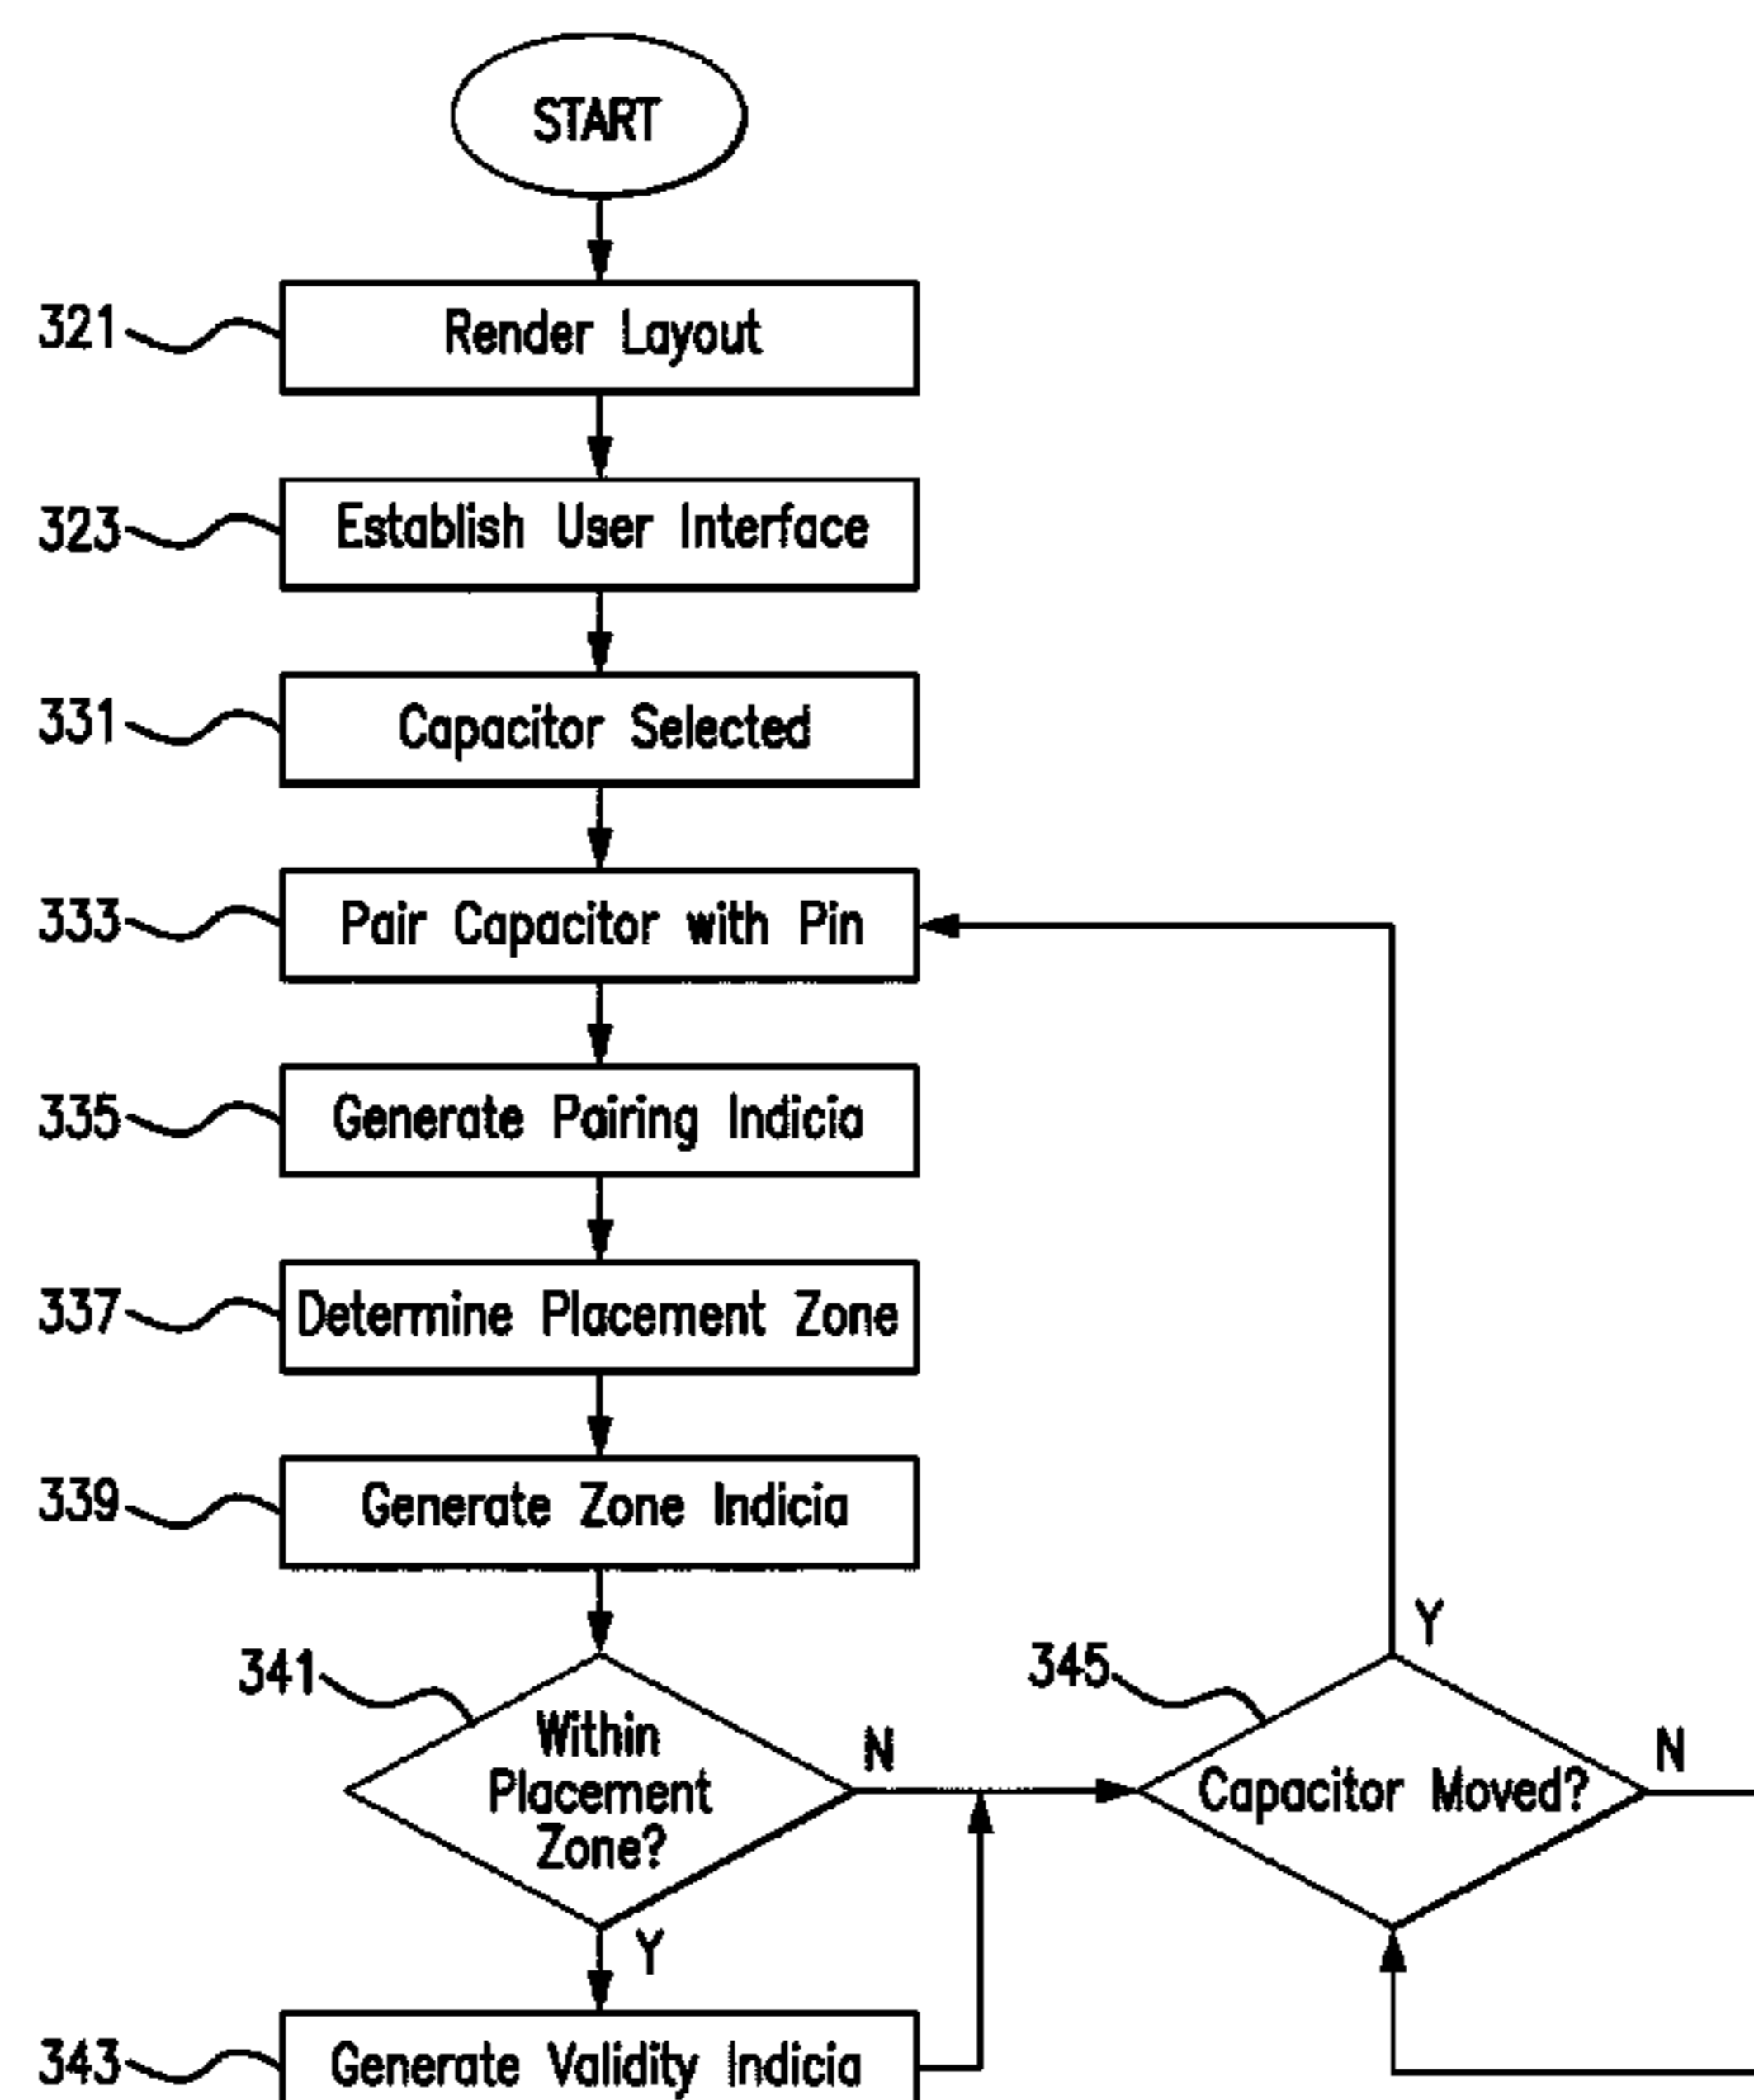 START
321
Render Layout
323
Establish User Interface
331
Capacitor Selected
333
Pair Capacitor with Pin
335
Generate Pairing Indicia
337
Determine Placement Zone
339
Generate Zone Indicia
341
Within
Placement
Zone?
N
Y
345
Capacitor Moved?
Y
N
343
Generate Validity Indicia